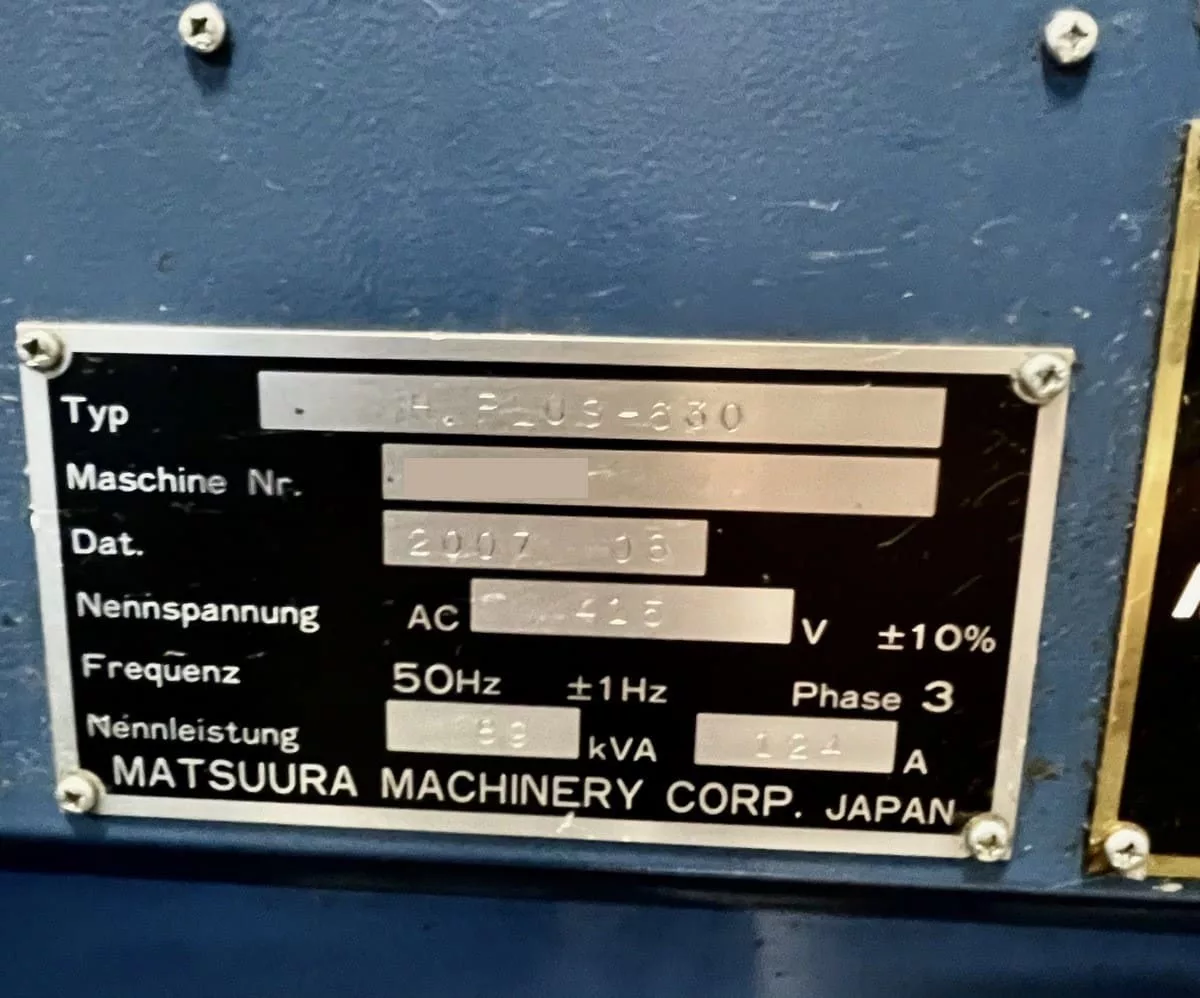 Typ H.PLUS-630
Maschine Nr.
Dat. 2007
Nennspannung AC 415 V ±10%
Frequenz 50Hz ±1Hz Phase 3
Nennleistung 89 kVA 124 A
MATSUURA MACHINERY CORP. JAPAN